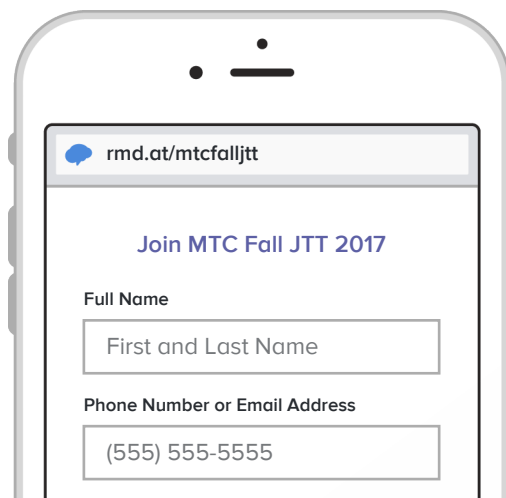 rmd.at/mtcfalljtt
Join MTC Fall JTT 2017
Full Name
First and Last Name
Phone Number or Email Address
(555) 555-5555